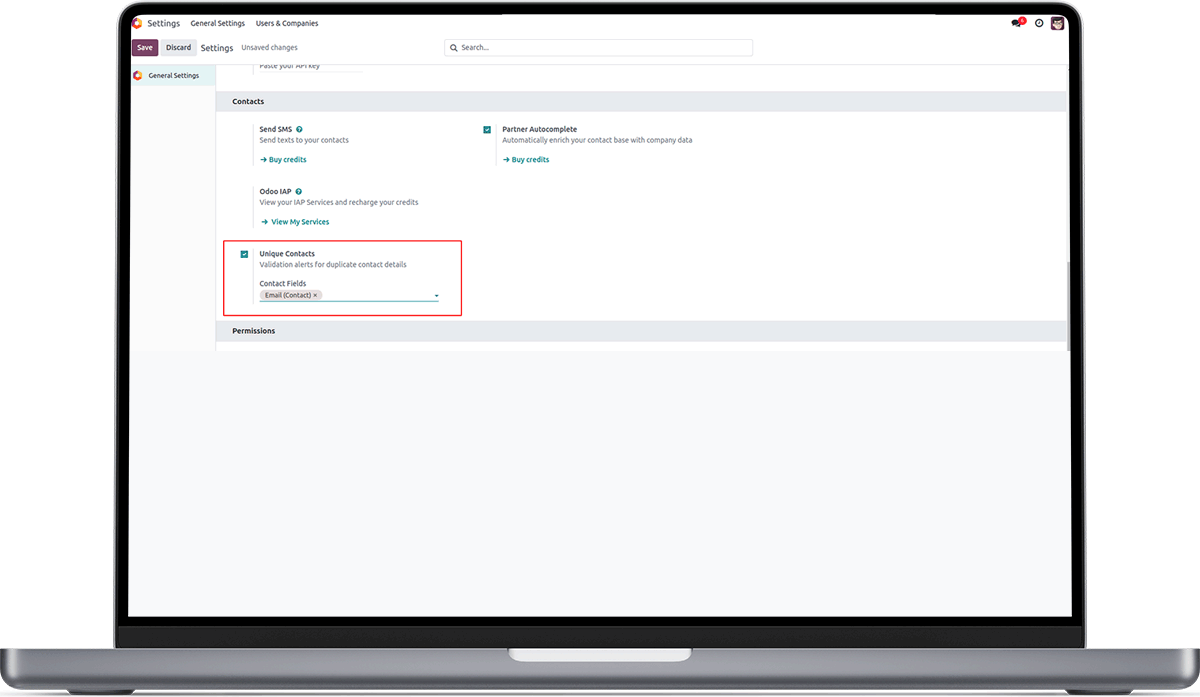 Settings General Settings Users & Companies
Save Discard Settings Unsaved changes Search...
General Settings
Paste your API key
Contacts
Send SMS
Send texts to your contacts
Buy credits
Partner Autocomplete
Automatically enrich your contact base with company data
Buy credits
Odoo IAP
View your IAP Services and recharge your credits
View My Services
Unique Contacts
Validation alerts for duplicate contact details
Contact Fields
Email (Contact) ×
Permissions